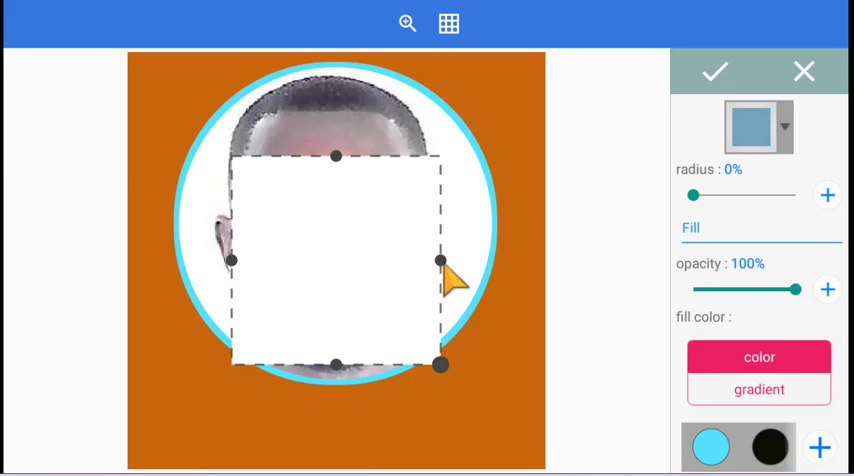 radius : 0%
Fill
opacity : 100%
fill color :
color
gradient